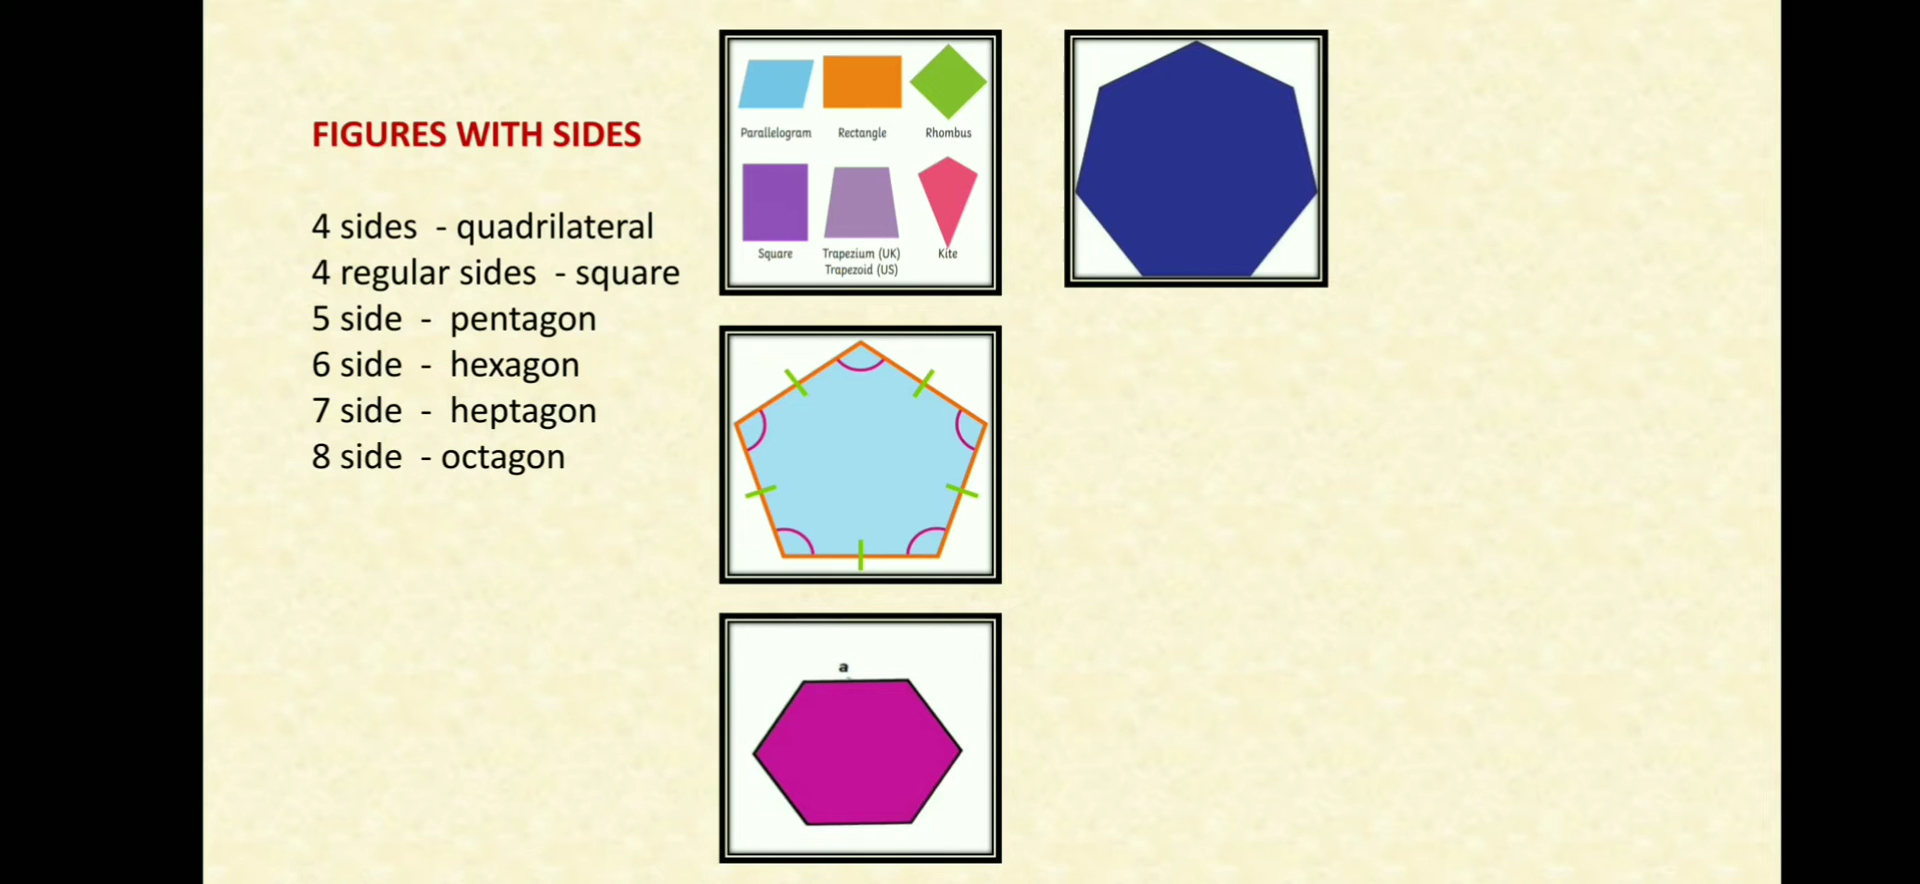 FIGURES WITH SIDES
4 sides - quadrilateral
4 regular sides - square
5 side - pentagon
6 side - hexagon
7 side - heptagon
8 side - octagon
Parallelogram Rectangle Rhombus
Square Trapezium (UK) Kite
Trapezoid (US)
a